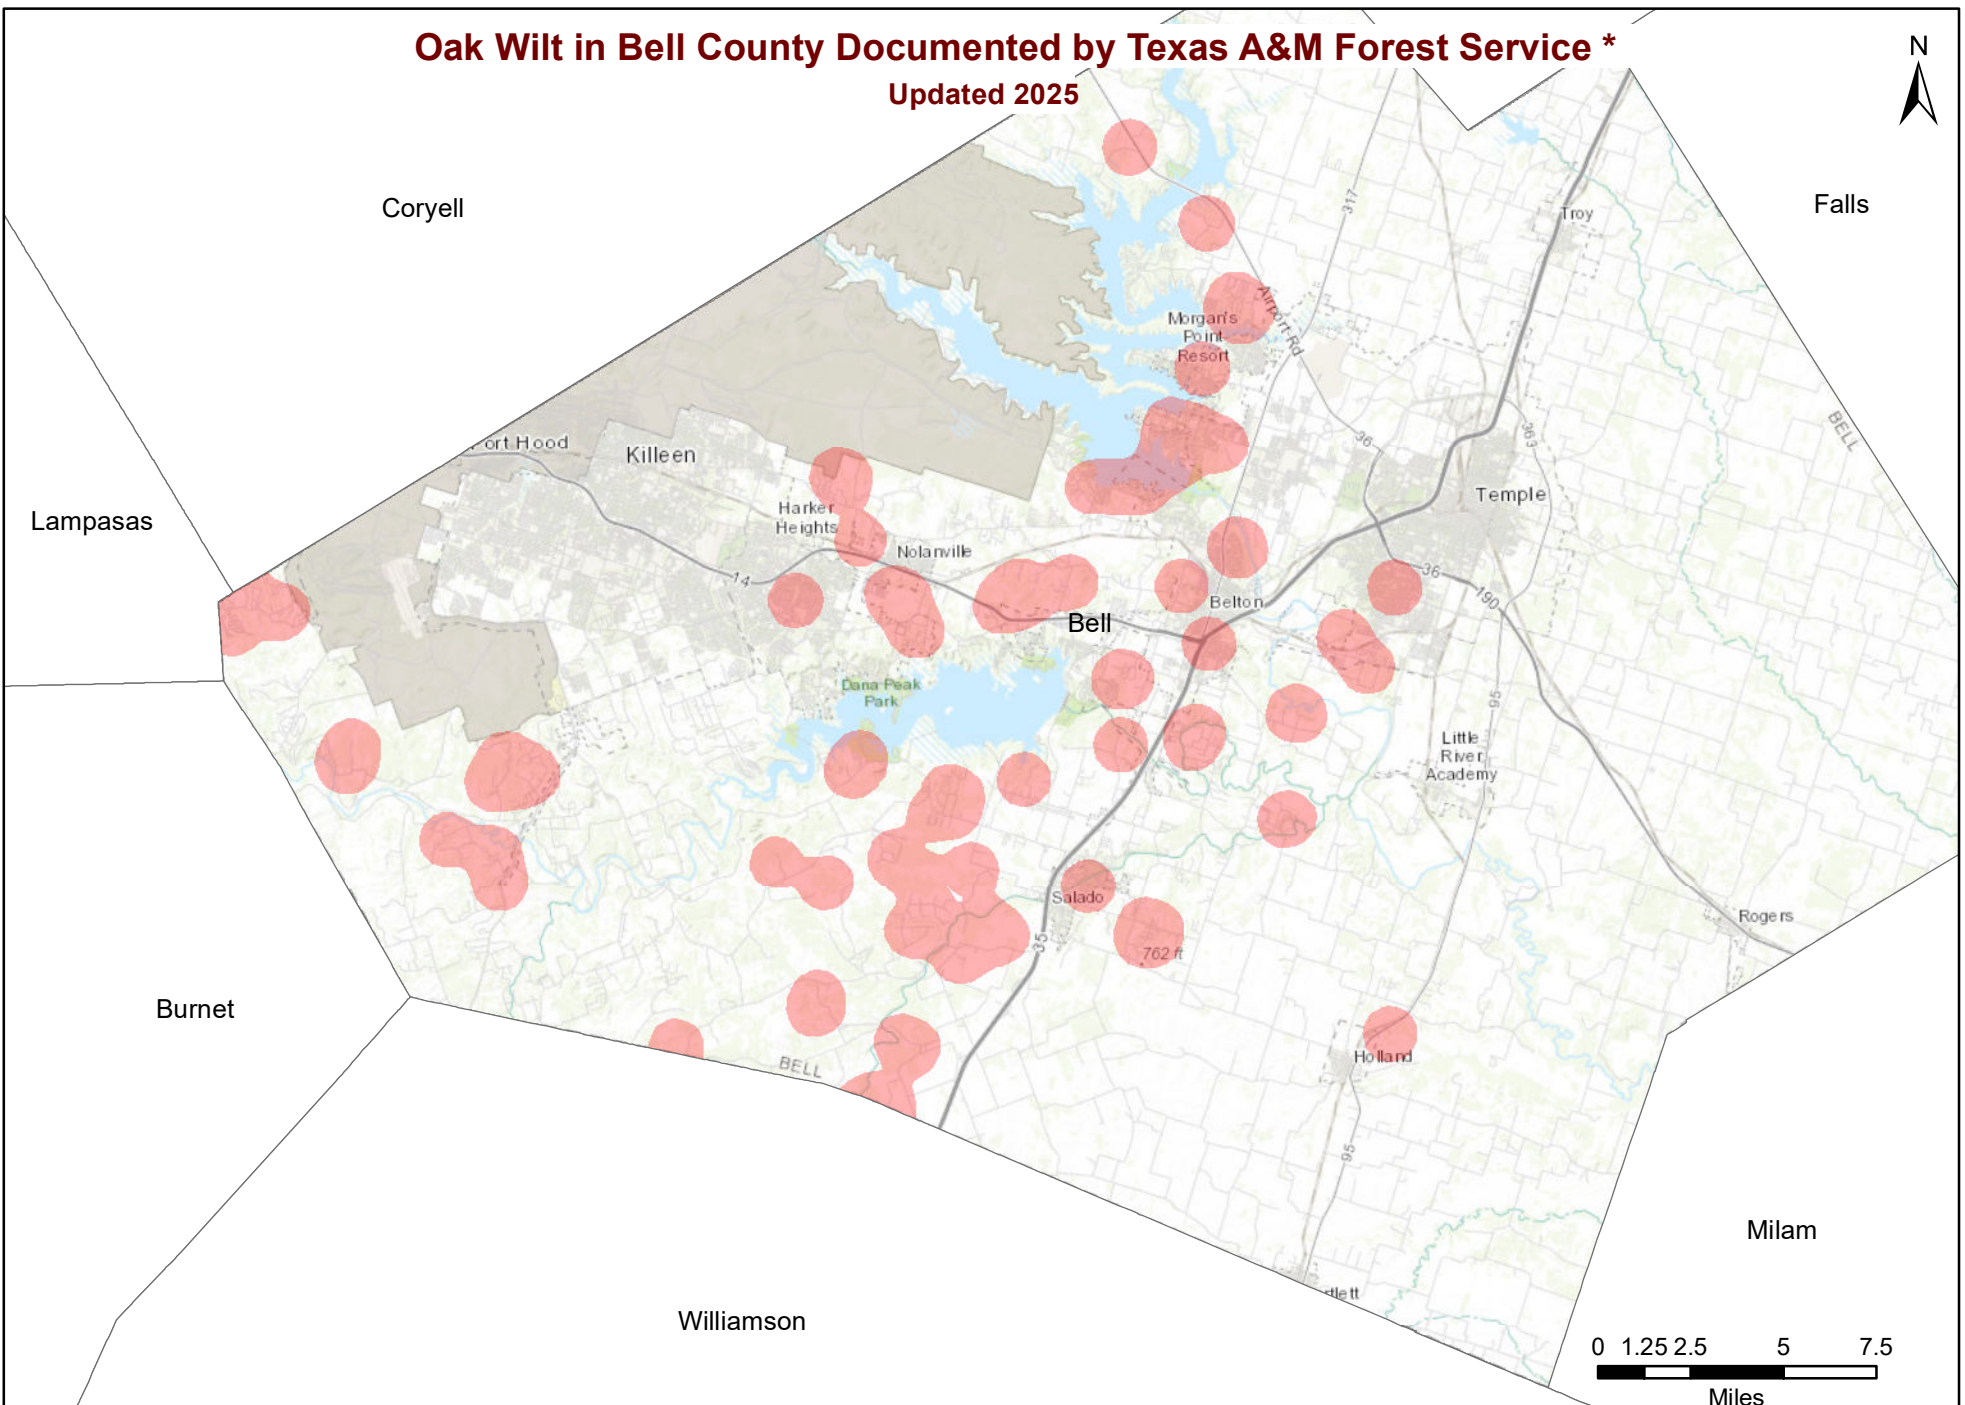 Oak Wilt in Bell County Documented by Texas A&M Forest Service *
Updated 2025
N
Coryell
Falls
317
Troy
Airport Rd
Morgan's
Point
Resort
BELL
ort Hood
Killeen
36
363
Temple
Lampasas
Harker
Heights
Nolanville
14
36
190
Belton
Bell
Dana Peak
Park
95
Little
River
Academy
Salado
35
762 ft
Rogers
Burnet
Holland
BELL
95
Milam
rtlett
Williamson
0 1.25 2.5 5 7.5
Miles